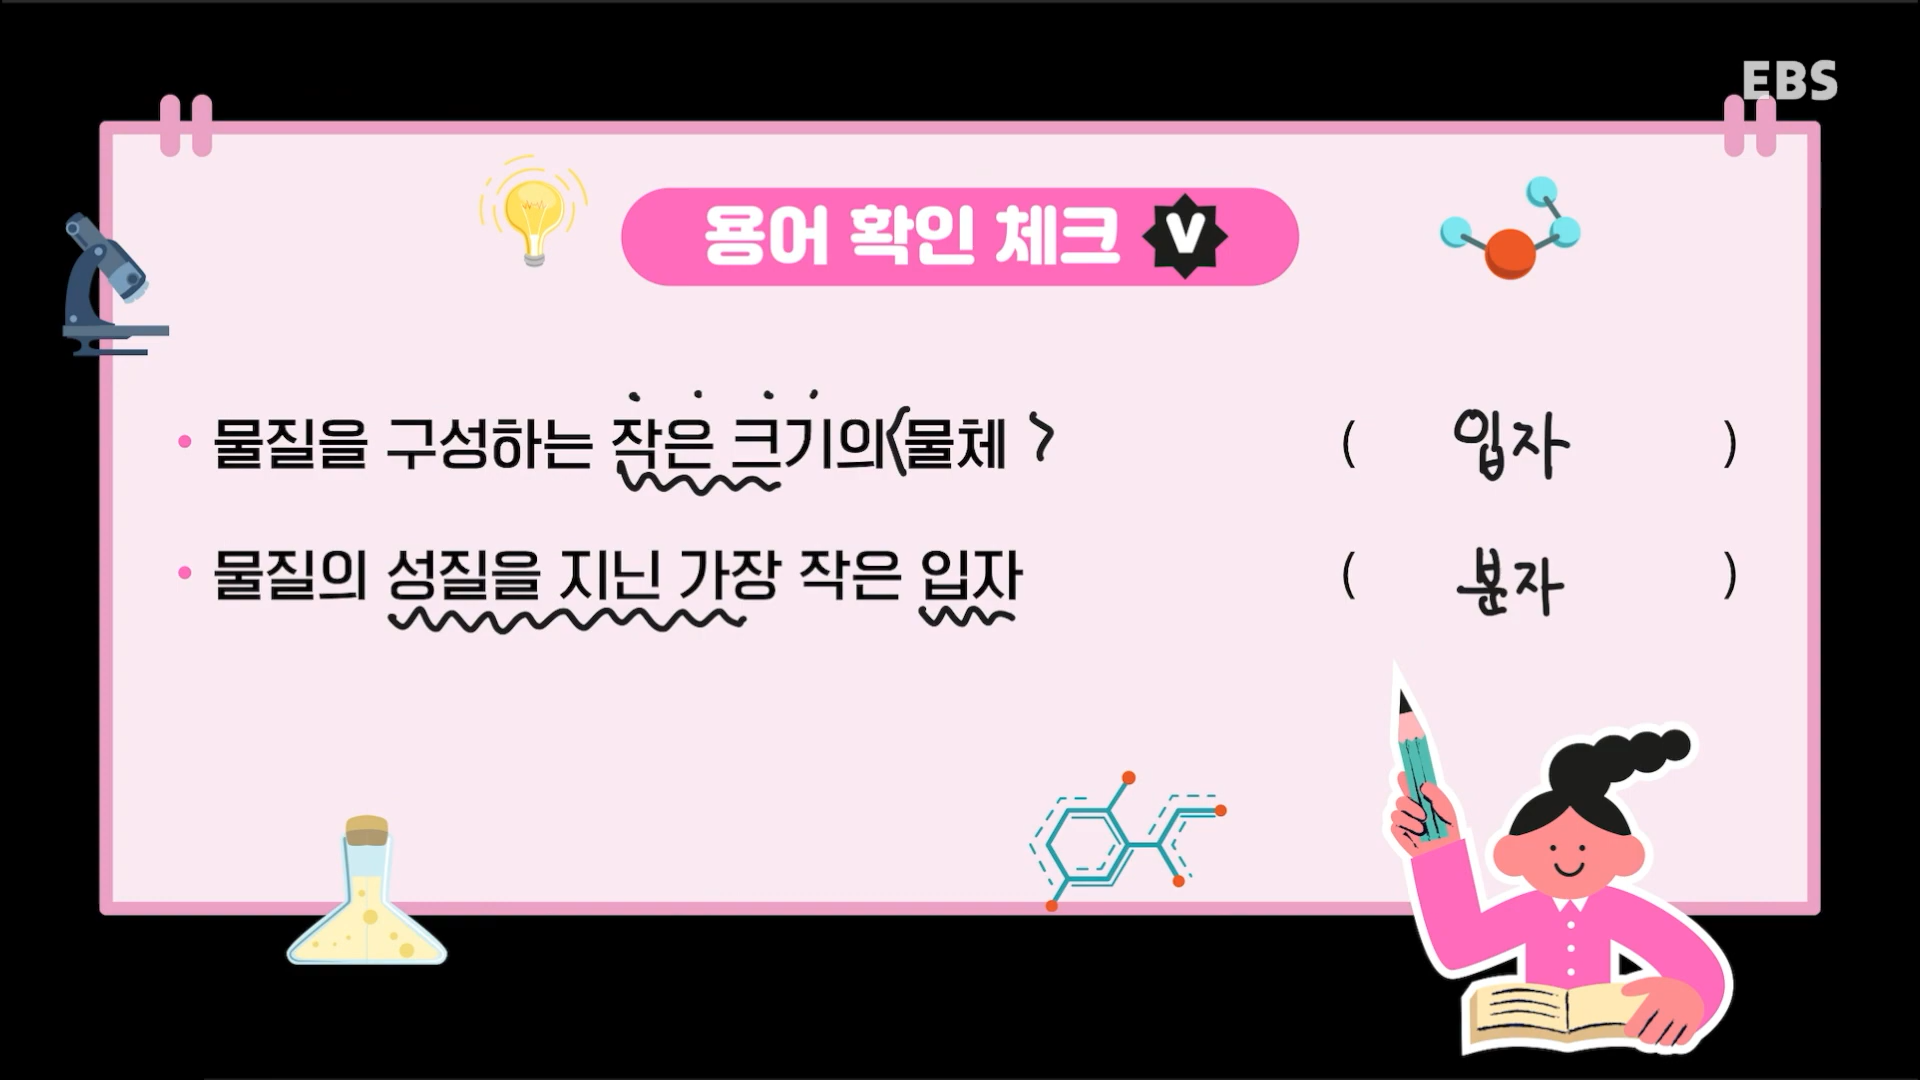 EBS
용어 확인 체크 V
• 물질을 구성하는 작은 크기의 물체 ( 입자 )
• 물질의 성질을 지닌 가장 작은 입자 ( 분자 )